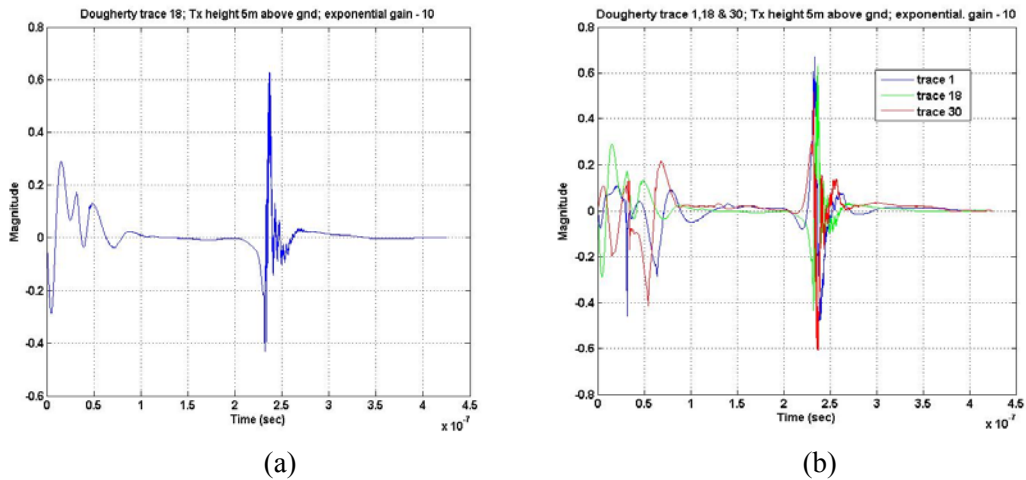 Dougherty trace 18; Tx height 5m above gnd; exponential gain - 10
0.8
0.6
0.4
0.2
0
-0.2
-0.4
-0.6
Magnitude
0 0.5 1 1.5 2 2.5 3 3.5 4 4.5
Time (sec)
x 10^-7
(a)
Dougherty trace 1,18 & 30; Tx height 5m above gnd; exponential. gain - 10
0.8
0.6
0.4
0.2
0
-0.2
-0.4
-0.6
-0.8
Magnitude
trace 1
trace 18
trace 30
0 0.5 1 1.5 2 2.5 3 3.5 4 4.5
Time (sec)
x 10^-7
(b)